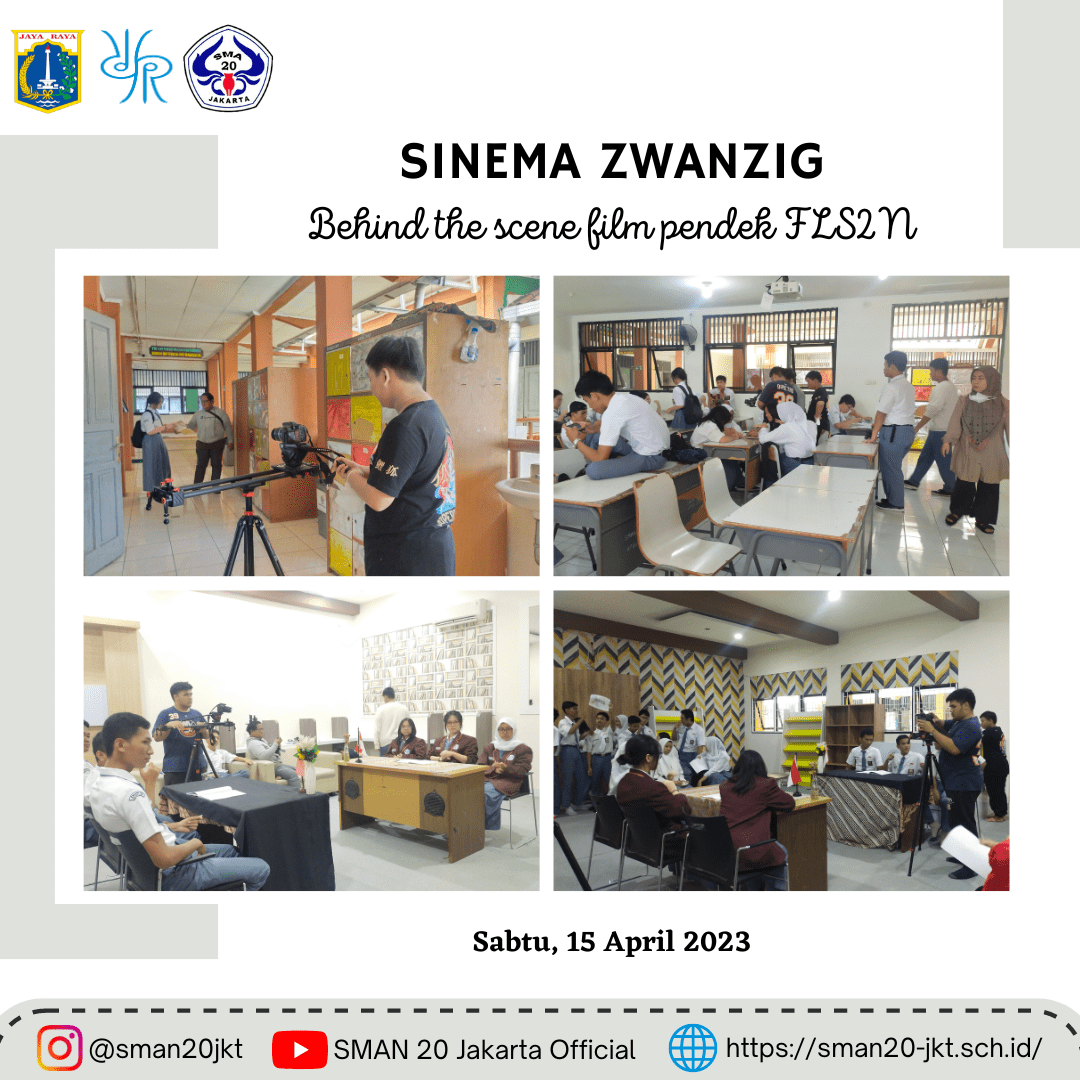 JAYA RAYA
SMA
20
JAKARTA
SINEMA ZWANZIG
Behind the scene film pendek FLS2N
Sabtu, 15 April 2023
@sman20jkt
SMAN 20 Jakarta Official
https://sman20-jkt.sch.id/